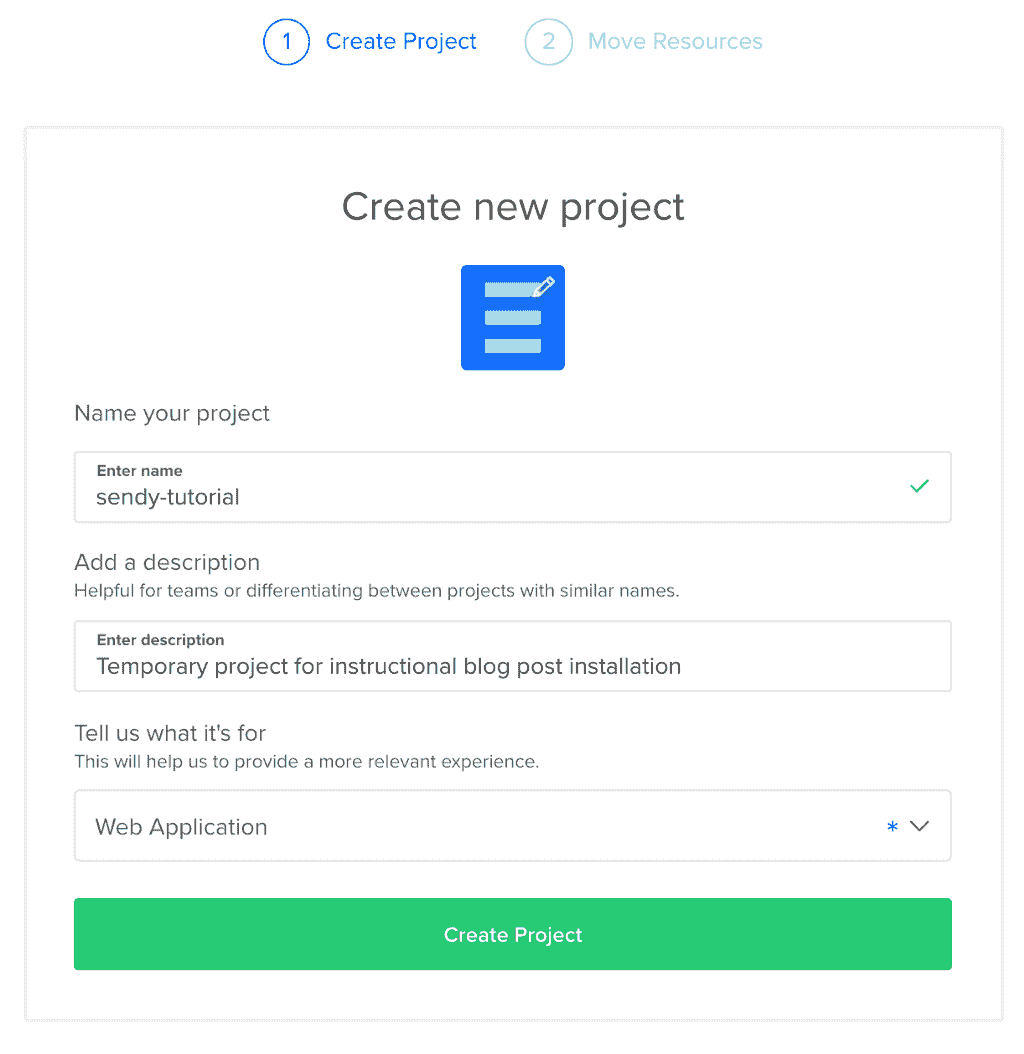 1 Create Project 2 Move Resources
Create new project
Name your project
Enter name
sendy-tutorial
Add a description
Helpful for teams or differentiating between projects with similar names.
Enter description
Temporary project for instructional blog post installation
Tell us what it's for
This will help us to provide a more relevant experience.
Web Application *
Create Project